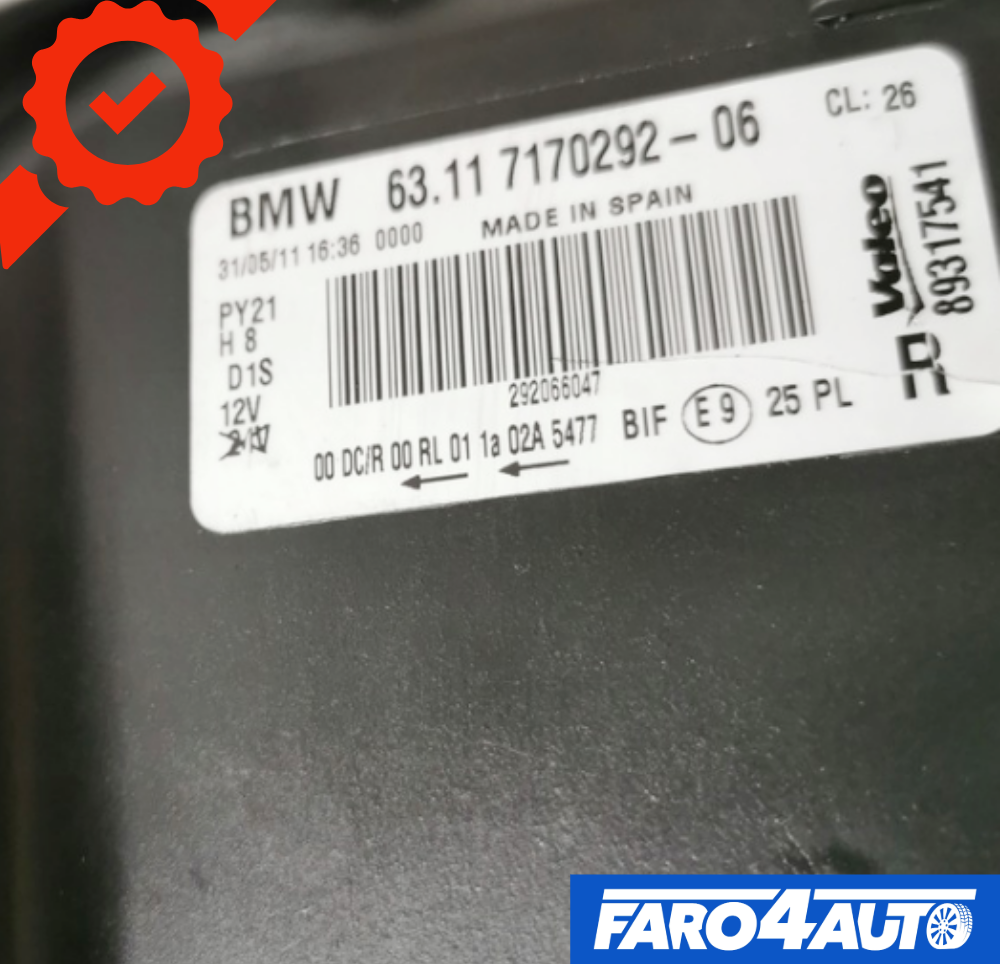 BMW 63.11 7170292-06 CL: 26
31/05/11 16:36 0000 MADE IN SPAIN
PY21
H 8
D1S
12V
292066047
00 DC/R 00 RL 01 1a 02A 5477 BIF E9 25 PL
Valeo
89317541
FARO4AUTO